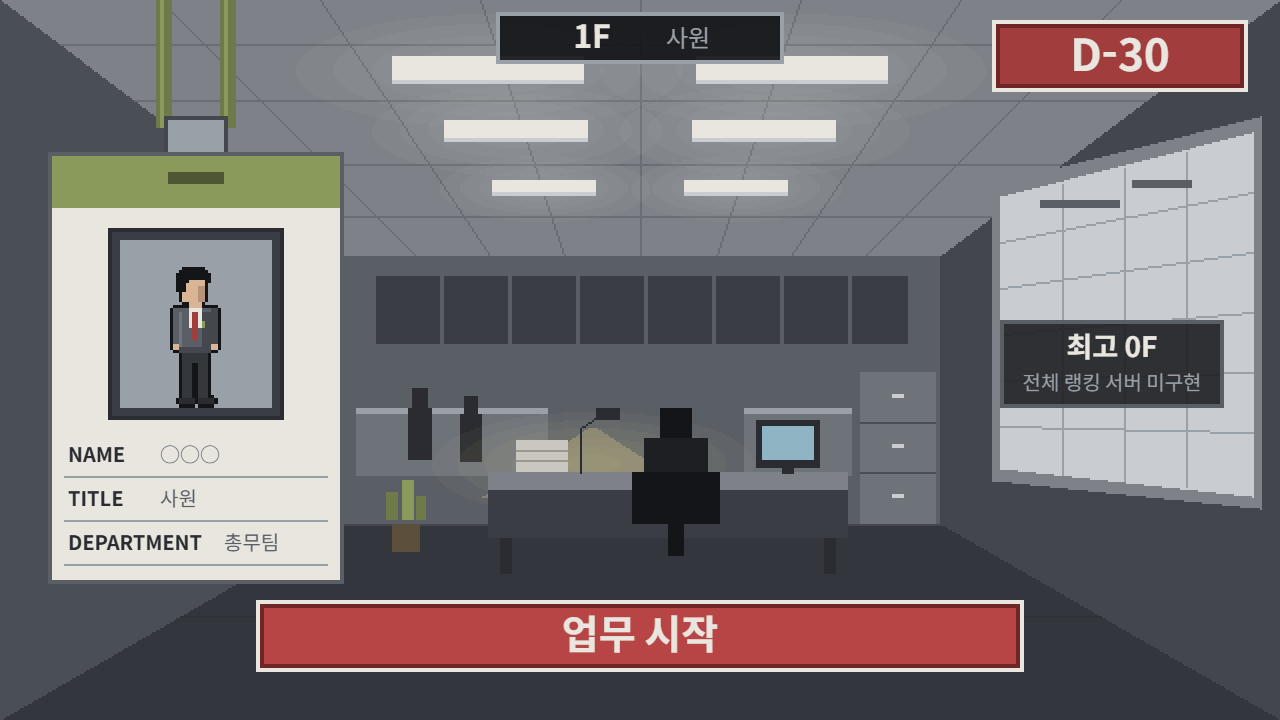 1F 사원
D-30
NAME ○○○
TITLE 사원
DEPARTMENT 총무팀
최고 0F
전체 랭킹 서버 미구현
업무 시작